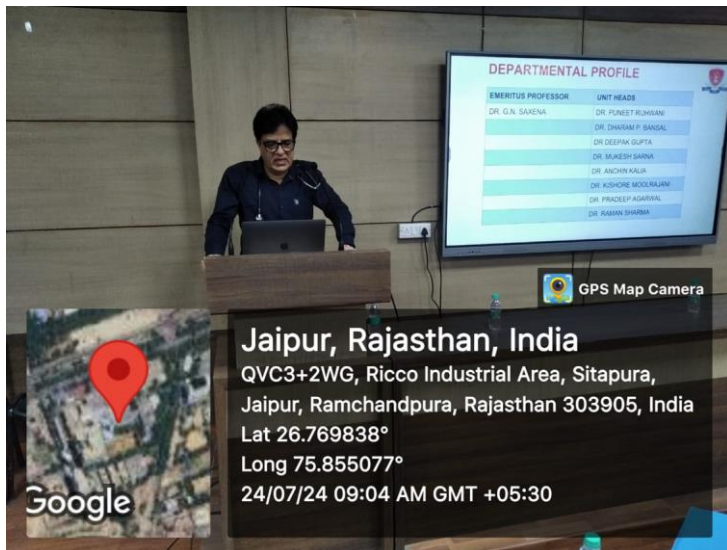 DEPARTMENTAL PROFILE
EMERITUS PROFESSOR UNIT HEADS
DR. G.N. SAXENA DR. PUNEET RIJHWANI
DR. DHARAM P. BANSAL
DR DEEPAK GUPTA
DR. MUKESH SARNA
DR. ANCHIN KALIA
DR. KISHORE MOOLRAJANI
DR. PRADEEP AGARWAL
DR. RAMAN SHARMA
GPS Map Camera
Jaipur, Rajasthan, India
QVC3+2WG, Ricco Industrial Area, Sitapura,
Jaipur, Ramchandpura, Rajasthan 303905, India
Lat 26.769838°
Long 75.855077°
24/07/24 09:04 AM GMT +05:30
Google